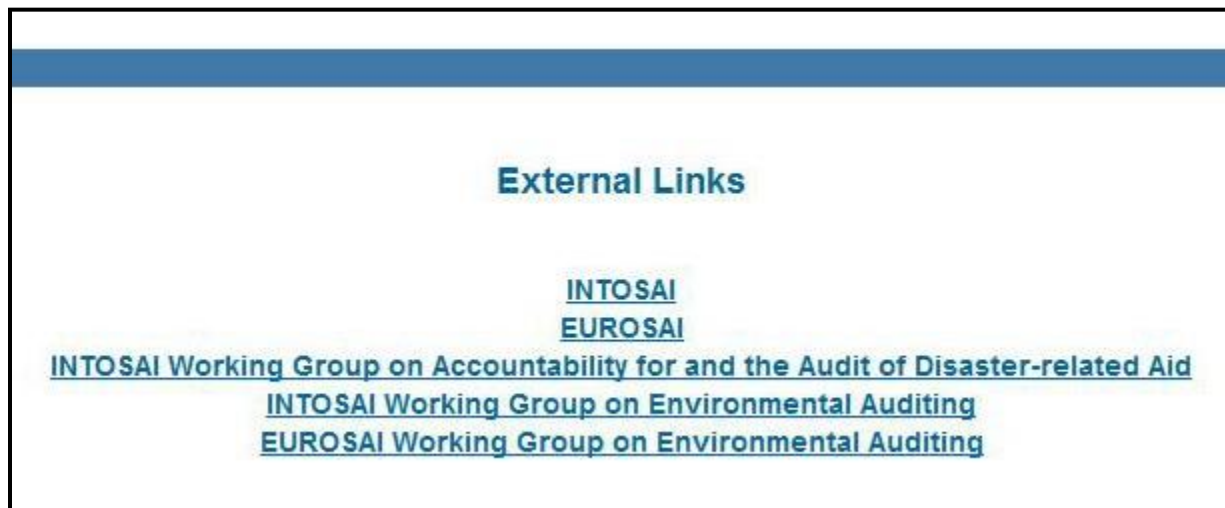 External Links
INTOSAI
EUROSAI
INTOSAI Working Group on Accountability for and the Audit of Disaster-related Aid
INTOSAI Working Group on Environmental Auditing
EUROSAI Working Group on Environmental Auditing